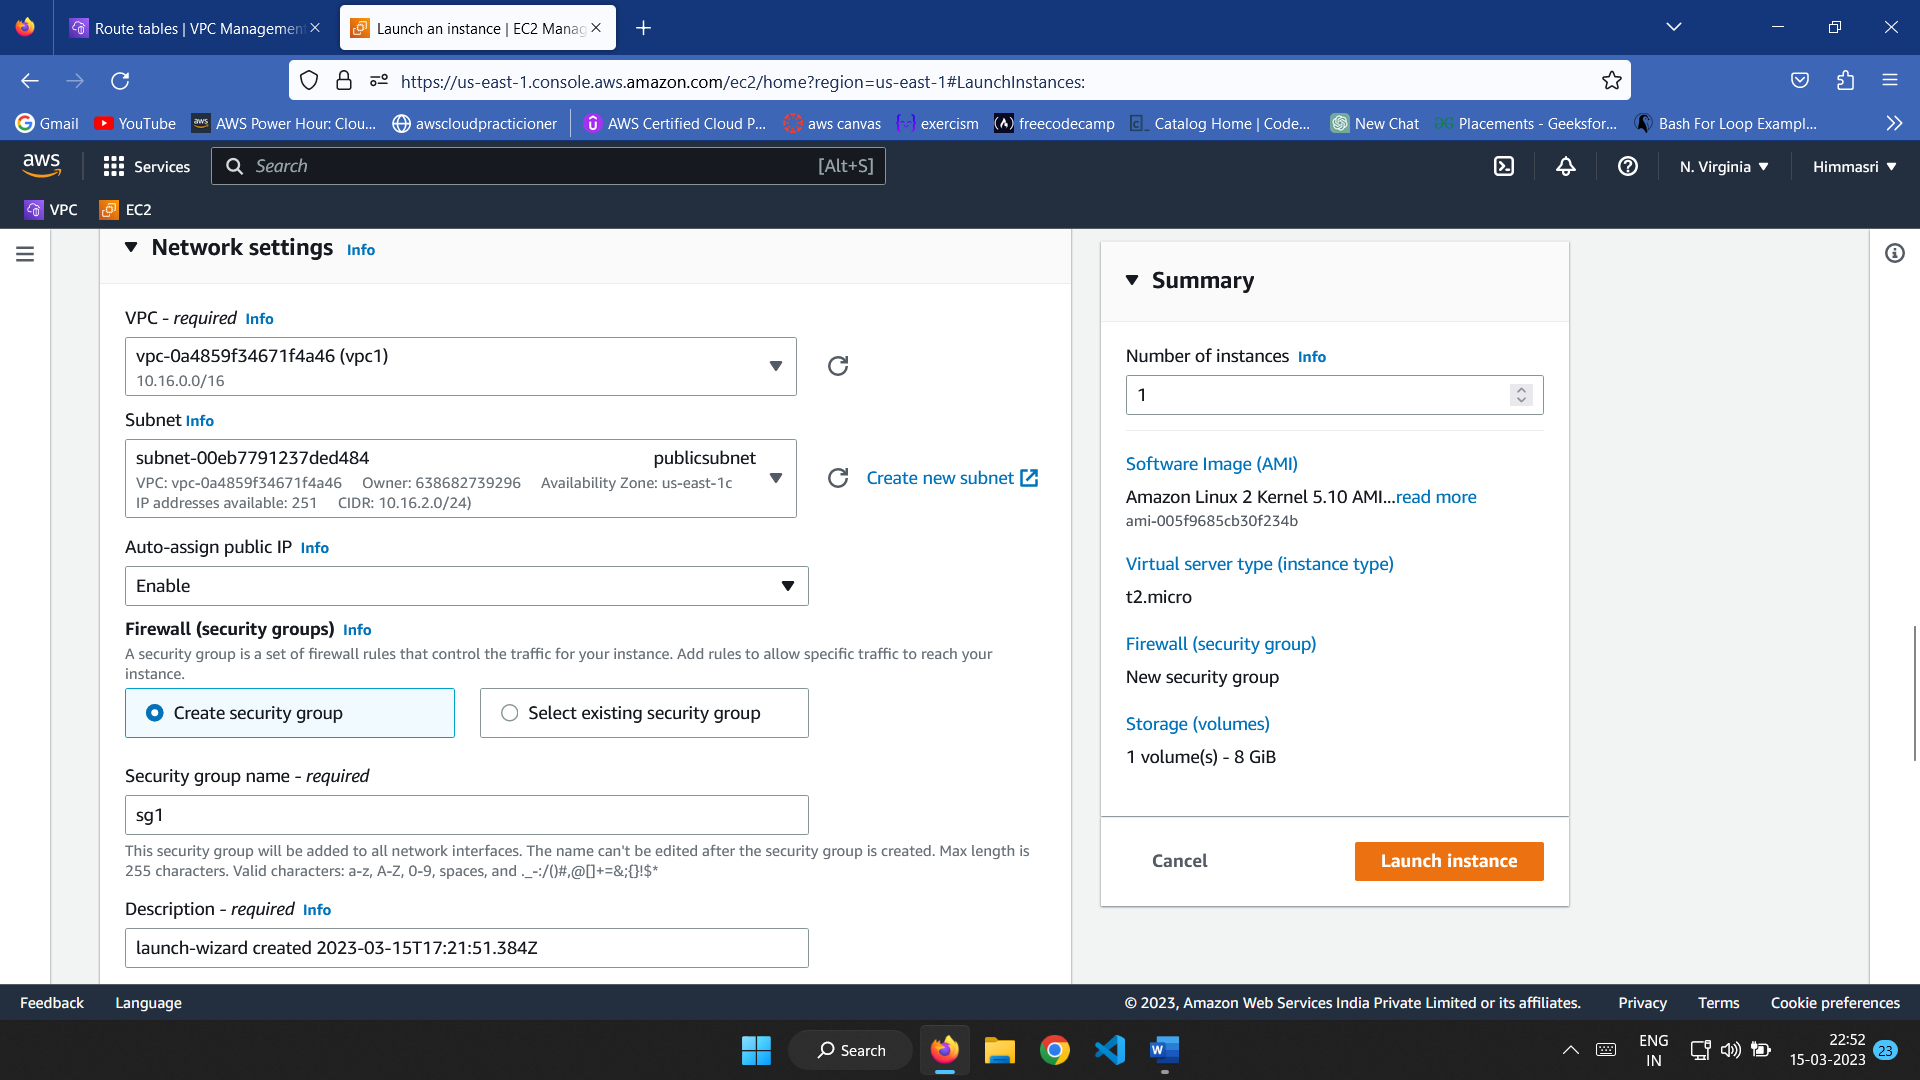 Route tables | VPC Managemen
Launch an instance | EC2 Manag
https://us-east-1.console.aws.amazon.com/ec2/home?region=us-east-1#LaunchInstances:
Gmail YouTube AWS Power Hour: Clou... awscloudpracticioner AWS Certified Cloud P... aws canvas exercism freecodecamp Catalog Home | Code... New Chat Placements - Geeksfor... Bash For Loop Exampl...
aws Services Search [Alt+S] N. Virginia Himmasri
VPC EC2
Network settings Info
VPC - required Info
vpc-0a4859f34671f4a46 (vpc1)
10.16.0.0/16
Subnet Info
subnet-00eb7791237ded484 publicsubnet
VPC: vpc-0a4859f34671f4a46 Owner: 638682739296 Availability Zone: us-east-1c
IP addresses available: 251 CIDR: 10.16.2.0/24)
Create new subnet
Auto-assign public IP Info
Enable
Firewall (security groups) Info
A security group is a set of firewall rules that control the traffic for your instance. Add rules to allow specific traffic to reach your
instance.
Create security group
Select existing security group
Security group name - required
sg1
This security group will be added to all network interfaces. The name can't be edited after the security group is created. Max length is
255 characters. Valid characters: a-z, A-Z, 0-9, spaces, and ._-:/()#,@[]+=&;{}!$*
Description - required Info
launch-wizard created 2023-03-15T17:21:51.384Z
Summary
Number of instances Info
1
Software Image (AMI)
Amazon Linux 2 Kernel 5.10 AMI...read more
ami-005f9685cb30f234b
Virtual server type (instance type)
t2.micro
Firewall (security group)
New security group
Storage (volumes)
1 volume(s) - 8 GiB
Cancel
Launch instance
Feedback Language © 2023, Amazon Web Services India Private Limited or its affiliates. Privacy Terms Cookie preferences
Search
ENG
IN
22:52
15-03-2023
23